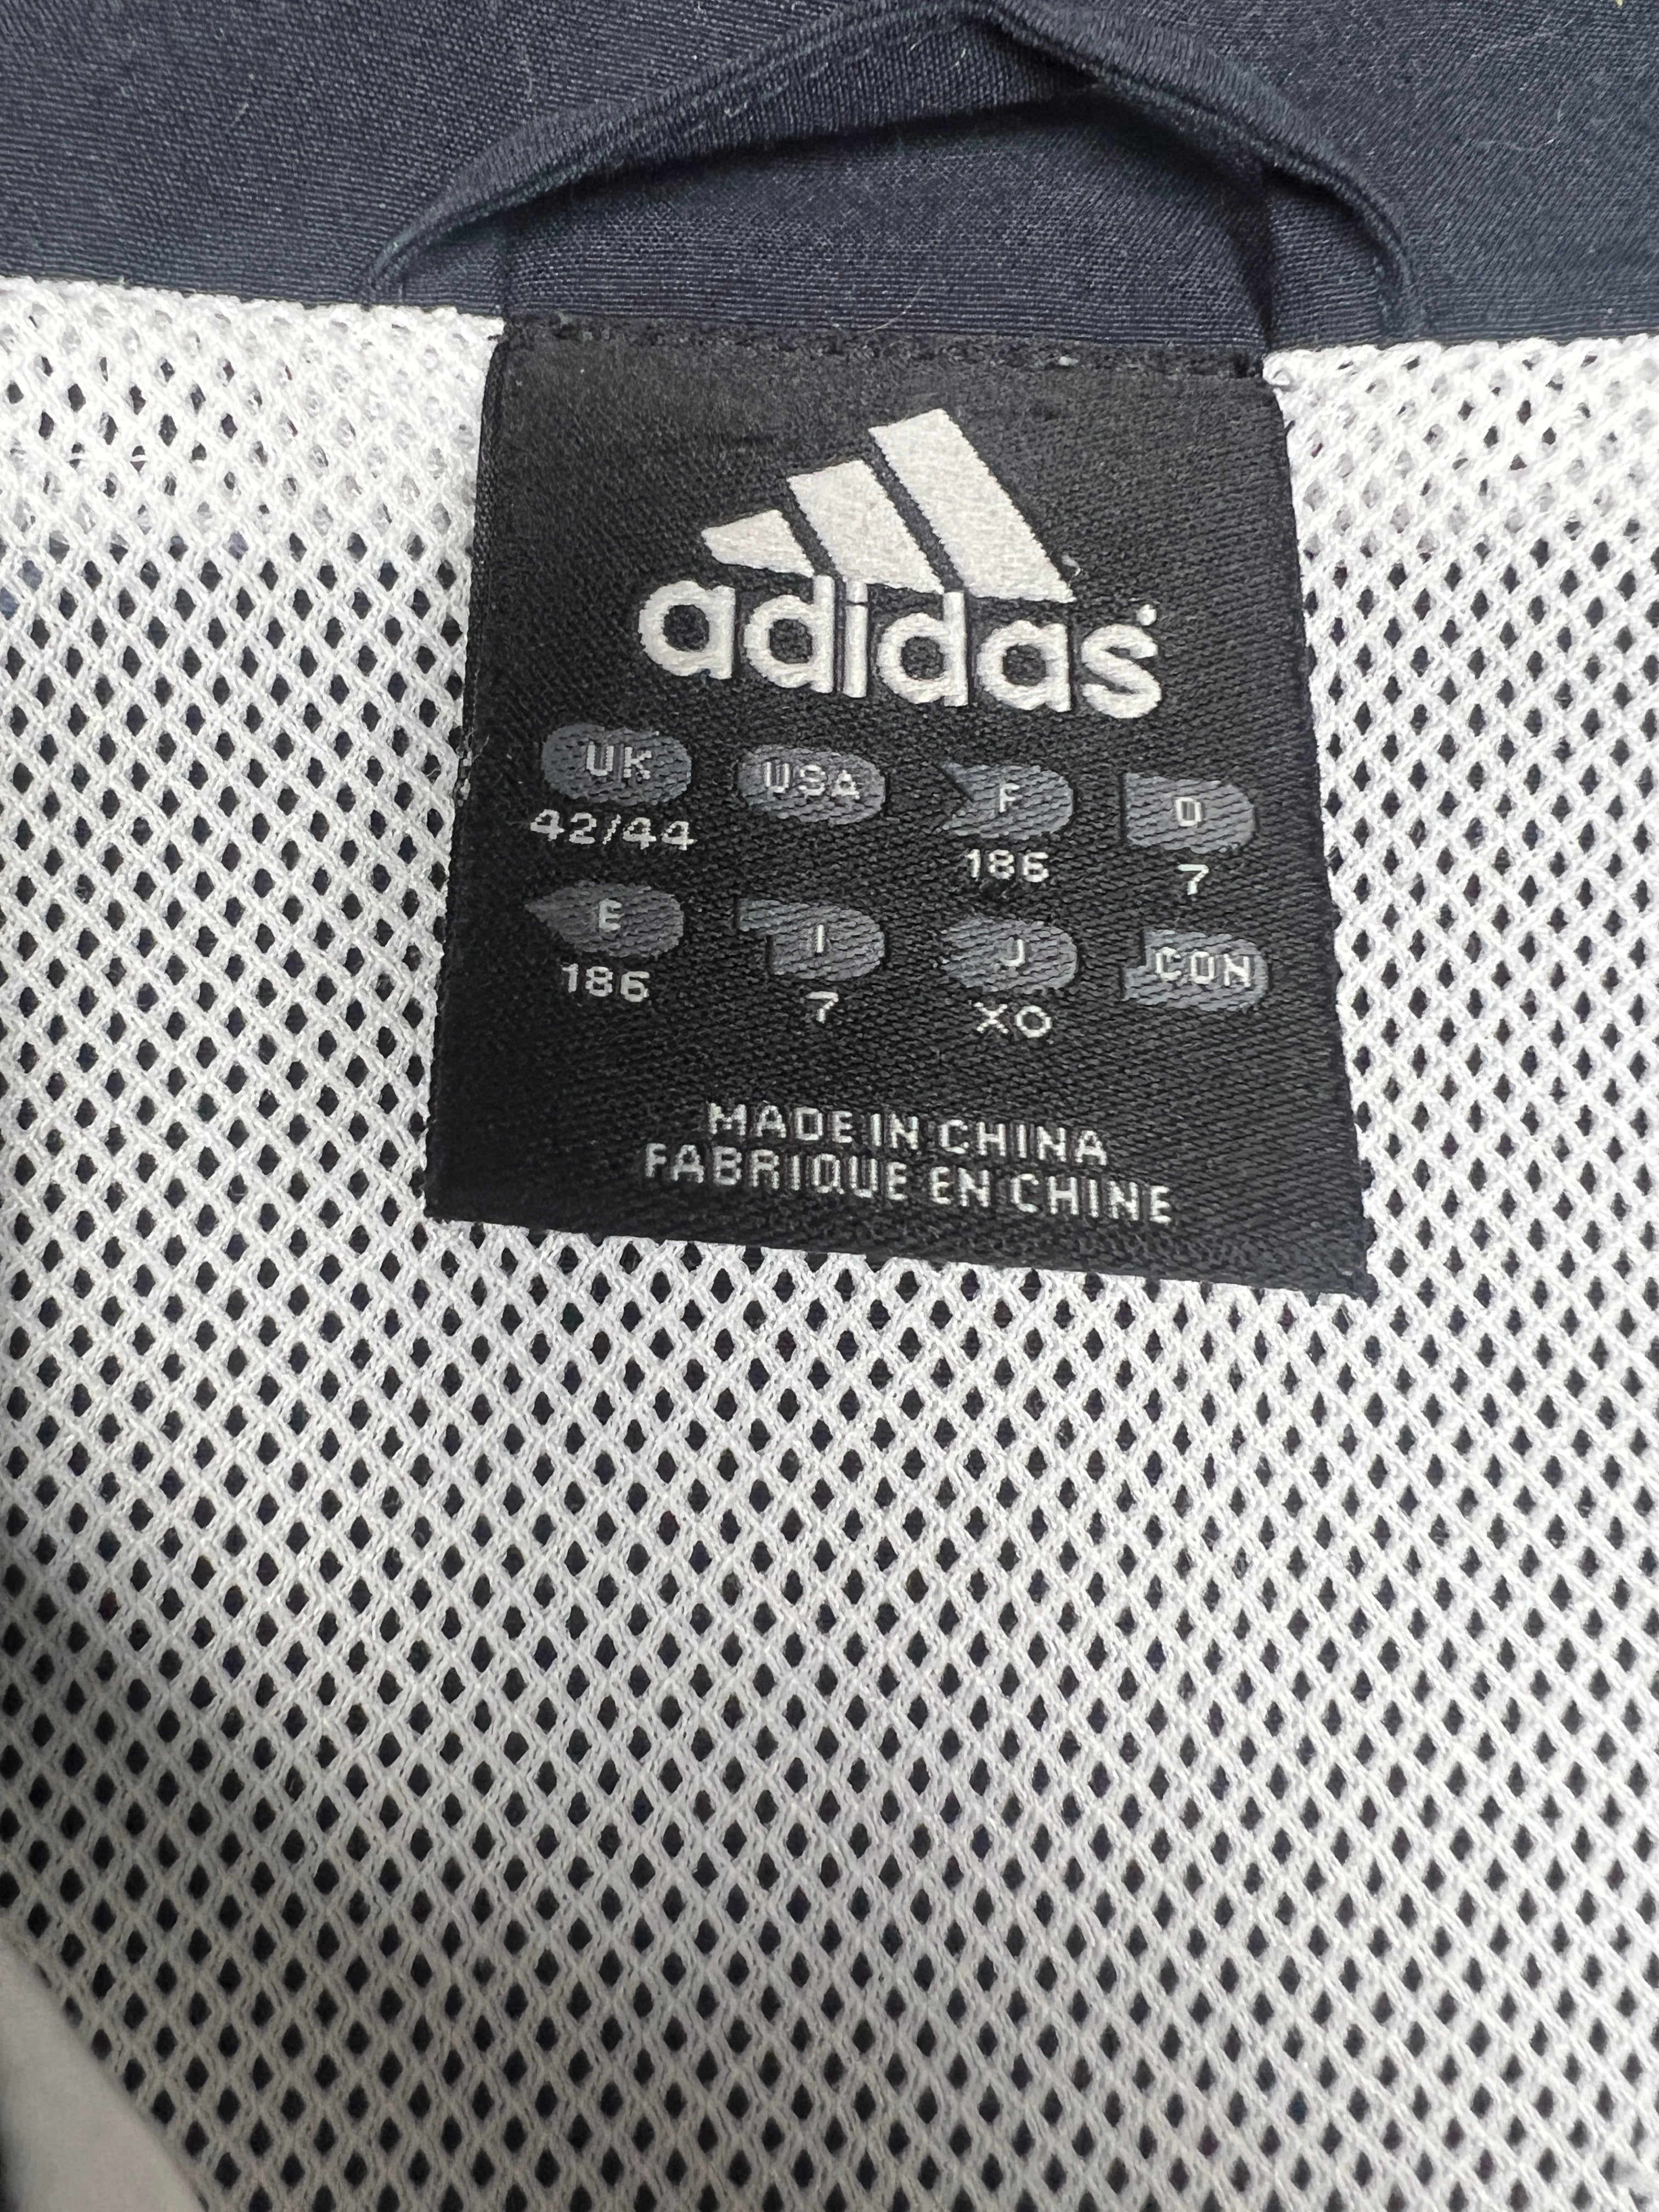 adidas
UK USA F D
42/44 186 7
E I J CON
186 7 XO
MADE IN CHINA
FABRIQUE EN CHINE